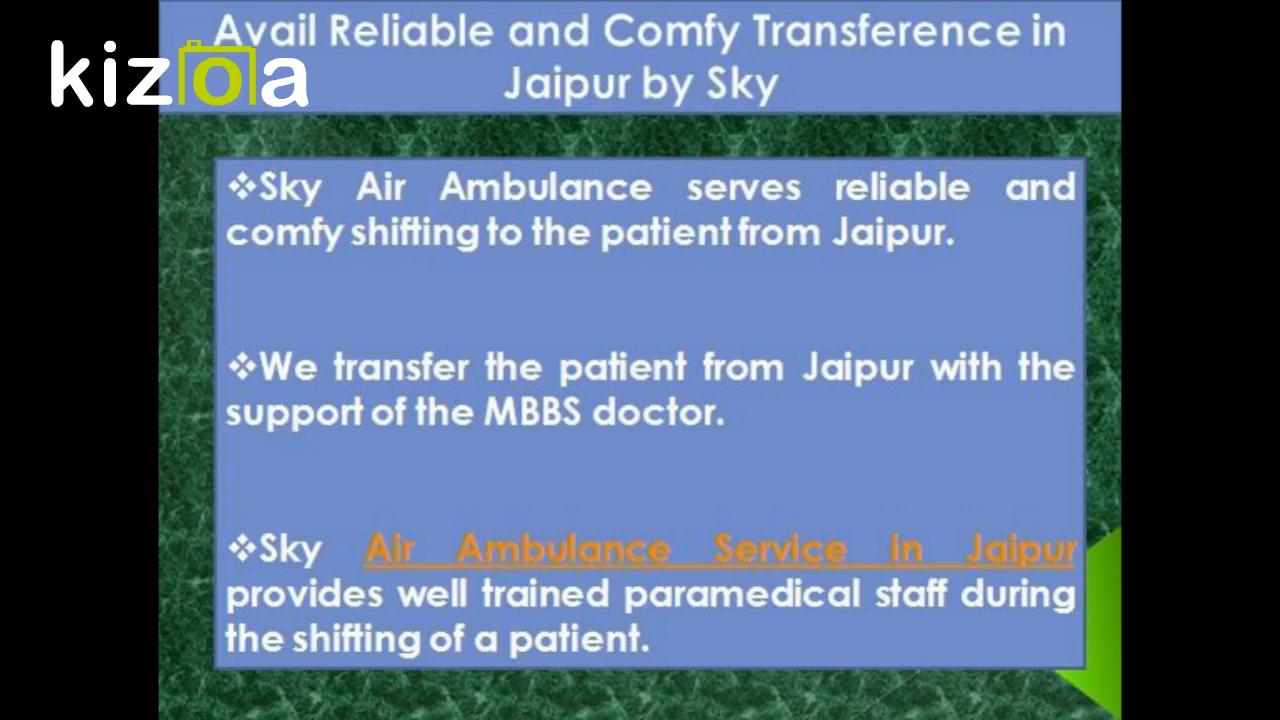 Avail Reliable and Comfy Transference in
Jaipur by Sky
kizoa
❖Sky Air Ambulance serves reliable and
comfy shifting to the patient from Jaipur.
❖We transfer the patient from Jaipur with the
support of the MBBS doctor.
❖Sky Air Ambulance Service in Jaipur
provides well trained paramedical staff during
the shifting of a patient.